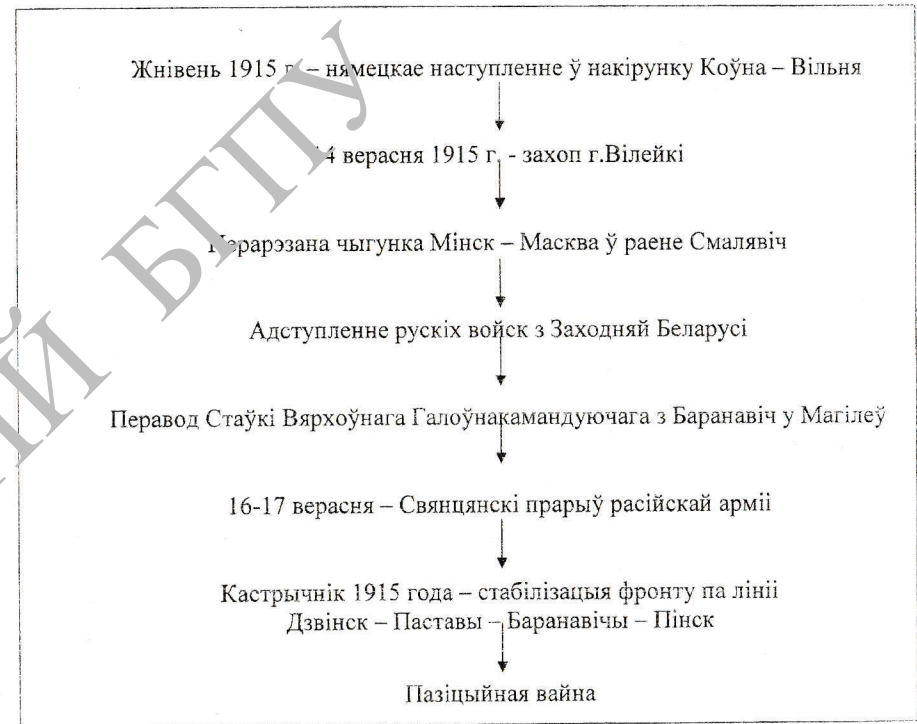 Жнівень 1915 г. – нямецкае наступленне ў накірунку Коўна – Вільня
14 верасня 1915 г. - захоп г.Вілейкі
Перарэзана чыгунка Мінск – Масква ў раене Смалявіч
Адступленне рускіх войск з Заходняй Беларусі
Перавод Стаўкі Вярхоўнага Галоўнакамандуючага з Баранавіч у Магілеў
16-17 верасня – Свянцянскі прарыў расійскай арміі
Кастрычнік 1915 года – стабілізацыя фронту па лініі
Дзвінск – Паставы – Баранавічы – Пінск
Пазіцыйная вайна
БГПУ